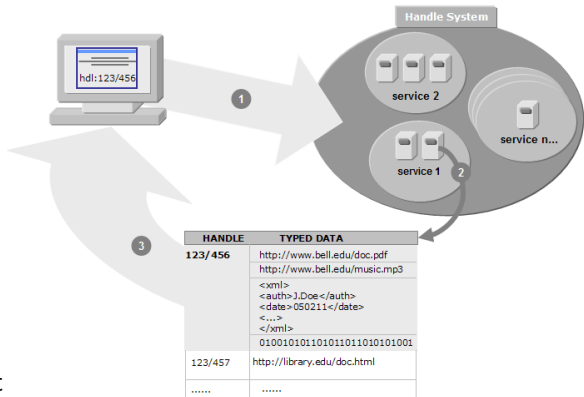 Handle System
hdl:123/456
1
service 2
service n...
service 1
2
3
HANDLE TYPED DATA
123/456 http://www.bell.edu/doc.pdf
http://www.bell.edu/music.mp3
<xml>
<auth>J.Doe</auth>
<date>050211</date>
<...>
</xml>
0100101011010110110101010​01
123/457 http://library.edu/doc.html
...... ......
t